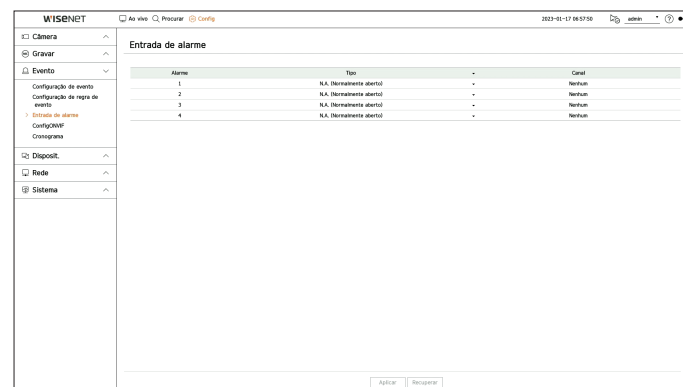 WISENET Ao vivo Procurar Config 2023-01-17 06:57:50 admin
Câmera
Gravar
Evento
Configuração de evento
Configuração de regra de
evento
Entrada de alarme
ConfigONVIF
Cronograma
Disposit.
Rede
Sistema
Entrada de alarme
Alarme Tipo Canal
1 N.A. (Normalmente aberto) Nenhum
2 N.A. (Normalmente aberto) Nenhum
3 N.A. (Normalmente aberto) Nenhum
4 N.A. (Normalmente aberto) Nenhum
Aplicar Recuperar